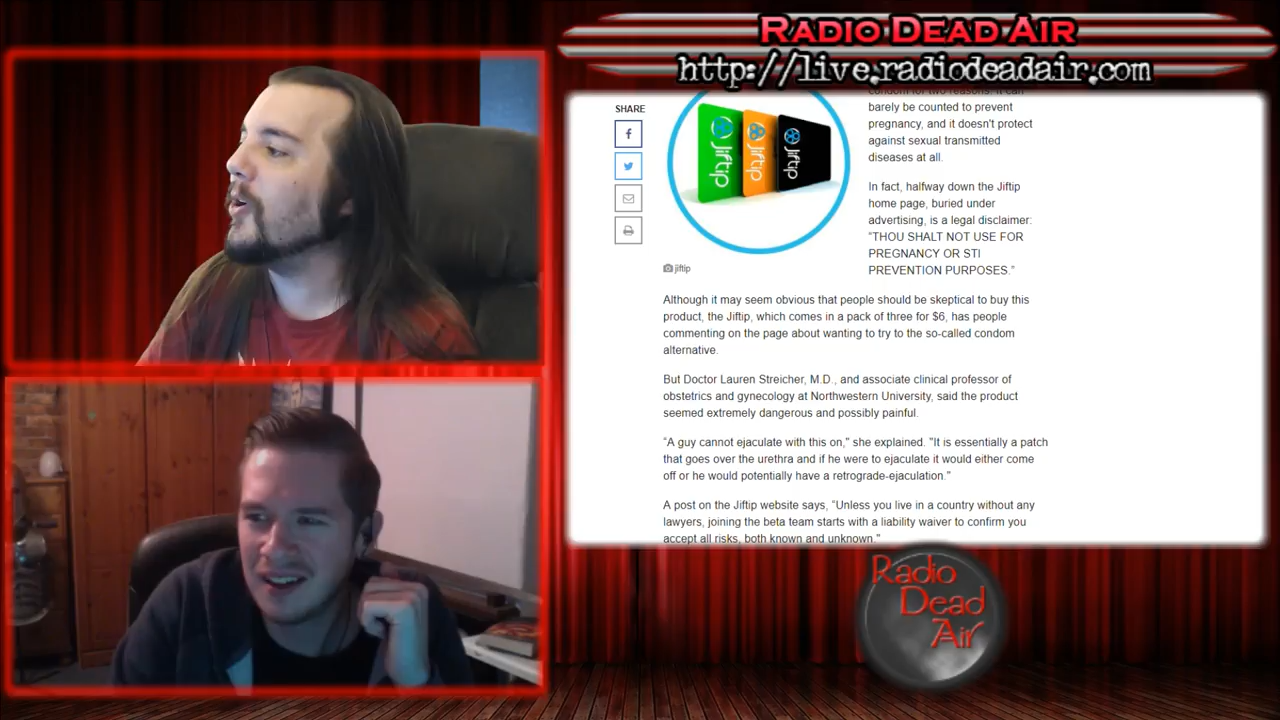 RADIO DEAD AIR
http://live.radiodeadair.com
SHARE
jiftip
jiftip
jiftip
jiftip
condom for two reasons. It can
barely be counted to prevent
pregnancy, and it doesn't protect
against sexual transmitted
diseases at all.
In fact, halfway down the Jiftip
home page, buried under
advertising, is a legal disclaimer:
“THOU SHALT NOT USE FOR
PREGNANCY OR STI
PREVENTION PURPOSES.”
Although it may seem obvious that people should be skeptical to buy this
product, the Jiftip, which comes in a pack of three for $6, has people
commenting on the page about wanting to try to the so-called condom
alternative.
But Doctor Lauren Streicher, M.D., and associate clinical professor of
obstetrics and gynecology at Northwestern University, said the product
seemed extremely dangerous and possibly painful.
“A guy cannot ejaculate with this on,” she explained. “It is essentially a patch
that goes over the urethra and if he were to ejaculate it would either come
off or he would potentially have a retrograde-ejaculation.”
A post on the Jiftip website says, “Unless you live in a country without any
lawyers, joining the beta team starts with a liability waiver to confirm you
accept all risks, both known and unknown.”
Radio
Dead
Air